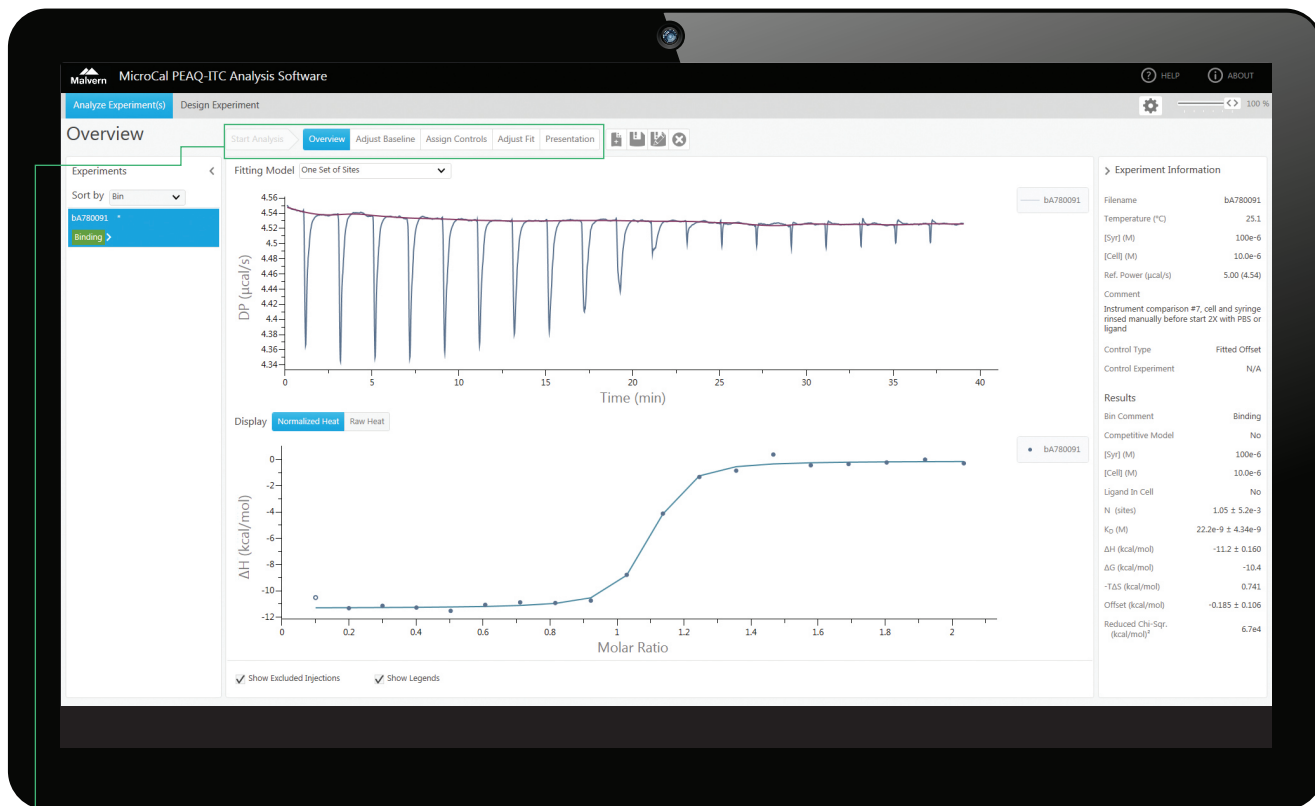 Malvern MicroCal PEAQ-ITC Analysis Software
? HELP
i ABOUT
Analyze Experiment(s)
Design Experiment
100 %
Overview
Start Analysis
Overview
Adjust Baseline
Assign Controls
Adjust Fit
Presentation
Experiments
Sort by Bin
bA780091 *
Binding
Fitting Model One Set of Sites
bA780091
4.56
4.54
4.52
4.5
4.48
4.46
4.44
4.42
4.4
4.38
4.36
4.34
DP (μcal/s)
0 5 10 15 20 25 30 35 40
Time (min)
Display Normalized Heat Raw Heat
bA780091
0
-2
-4
-6
-8
-10
-12
ΔH (kcal/mol)
0 0.2 0.4 0.6 0.8 1 1.2 1.4 1.6 1.8 2
Molar Ratio
Show Excluded Injections
Show Legends
Experiment Information
Filename bA780091
Temperature (°C) 25.1
[Syr] (M) 100e-6
[Cell] (M) 10.0e-6
Ref. Power (μcal/s) 5.00 (4.54)
Comment
Instrument comparison #7, cell and syringe
rinsed manually before start 2X with PBS or
ligand
Control Type Fitted Offset
Control Experiment N/A
Results
Bin Comment Binding
Competitive Model No
[Syr] (M) 100e-6
[Cell] (M) 10.0e-6
Ligand In Cell No
N (sites) 1.05 ± 5.2e-3
KD (M) 22.2e-9 ± 4.34e-9
ΔH (kcal/mol) -11.2 ± 0.160
ΔG (kcal/mol) -10.4
-TΔS (kcal/mol) 0.741
Offset (kcal/mol) -0.185 ± 0.106
Reduced Chi-Sqr. 6.7e4
(kcal/mol)²